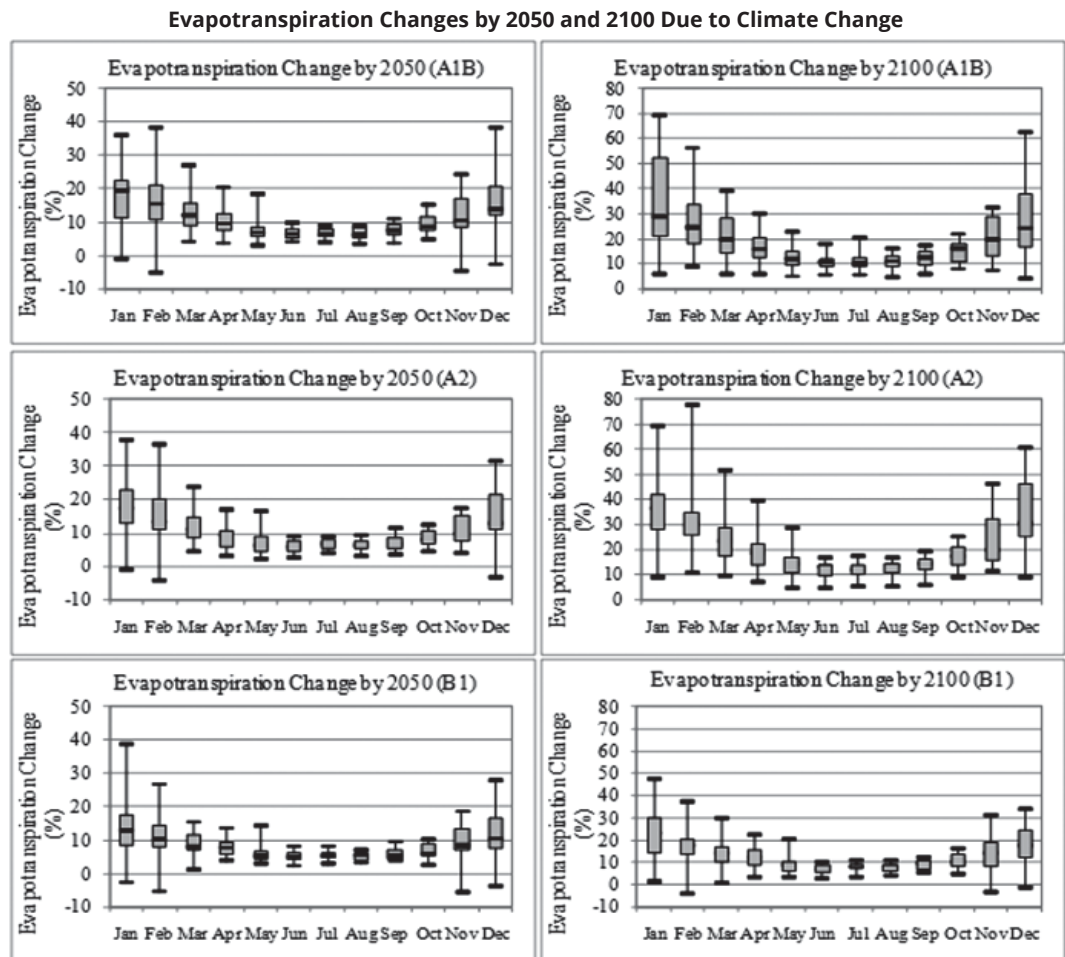 Evapotranspiration Changes by 2050 and 2100 Due to Climate Change
Evapotranspiration Change by 2050 (A1B)
Evapotranspiration Change
(%)
50
40
30
20
10
0
-10
Jan Feb Mar Apr May Jun Jul Aug Sep Oct Nov Dec
Evapotranspiration Change by 2100 (A1B)
Evapotranspiration Change
(%)
80
70
60
50
40
30
20
10
0
Jan Feb Mar Apr May Jun Jul Aug Sep Oct Nov Dec
Evapotranspiration Change by 2050 (A2)
Evapotranspiration Change
(%)
50
40
30
20
10
0
-10
Jan Feb Mar Apr May Jun Jul Aug Sep Oct Nov Dec
Evapotranspiration Change by 2100 (A2)
Evapotranspiration Change
(%)
80
70
60
50
40
30
20
10
0
Jan Feb Mar Apr May Jun Jul Aug Sep Oct Nov Dec
Evapotranspiration Change by 2050 (B1)
Evapotranspiration Change
(%)
50
40
30
20
10
0
-10
Jan Feb Mar Apr May Jun Jul Aug Sep Oct Nov Dec
Evapotranspiration Change by 2100 (B1)
Evapotranspiration Change
(%)
80
70
60
50
40
30
20
10
0
-10
Jan Feb Mar Apr May Jun Jul Aug Sep Oct Nov Dec